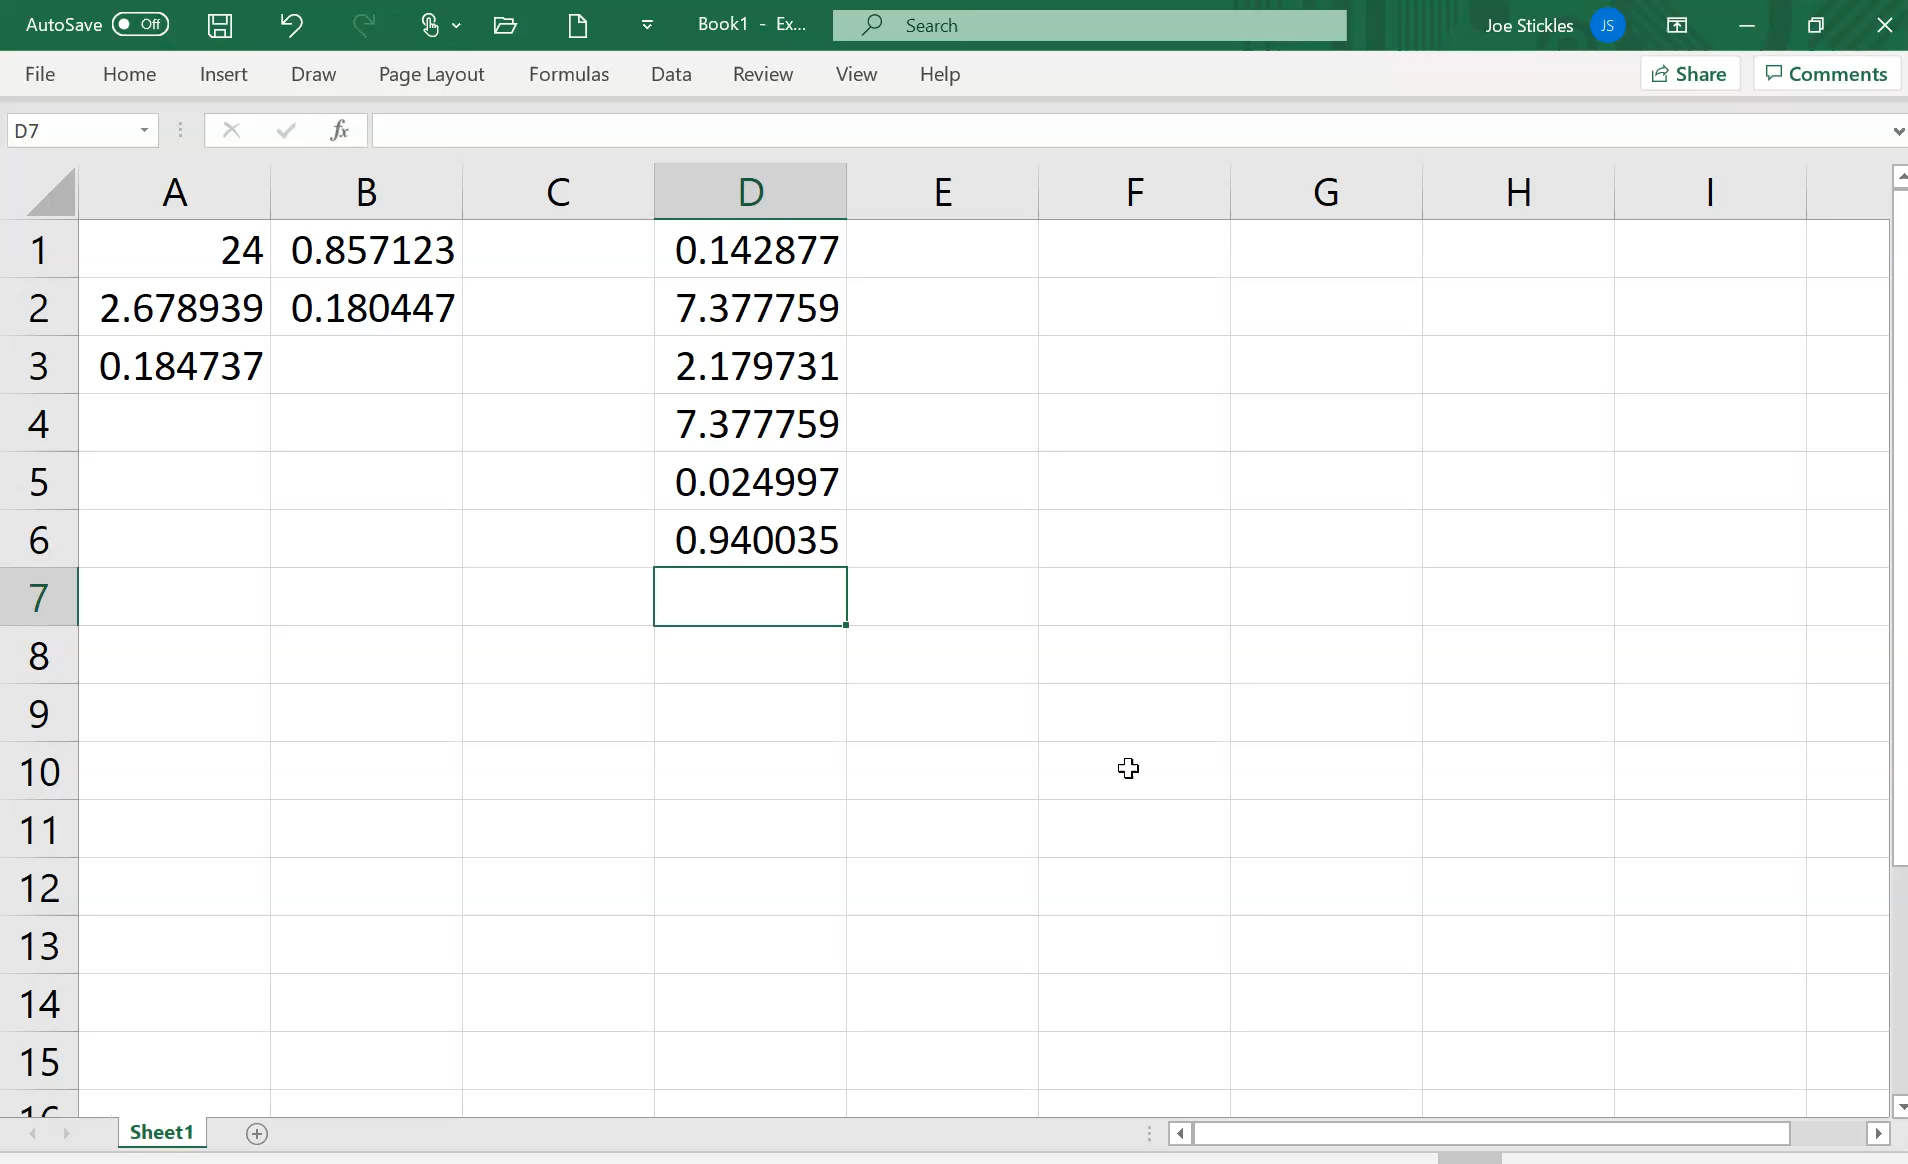 AutoSave Off Book1 - Ex... Search Joe Stickles JS
File Home Insert Draw Page Layout Formulas Data Review View Help Share Comments
D7 fx
A B C D E F G H I
1 24 0.857123 0.142877
2 2.678939 0.180447 7.377759
3 0.184737 2.179731
4 7.377759
5 0.024997
6 0.940035
7
8
9
10
11
12
13
14
15
16
Sheet1